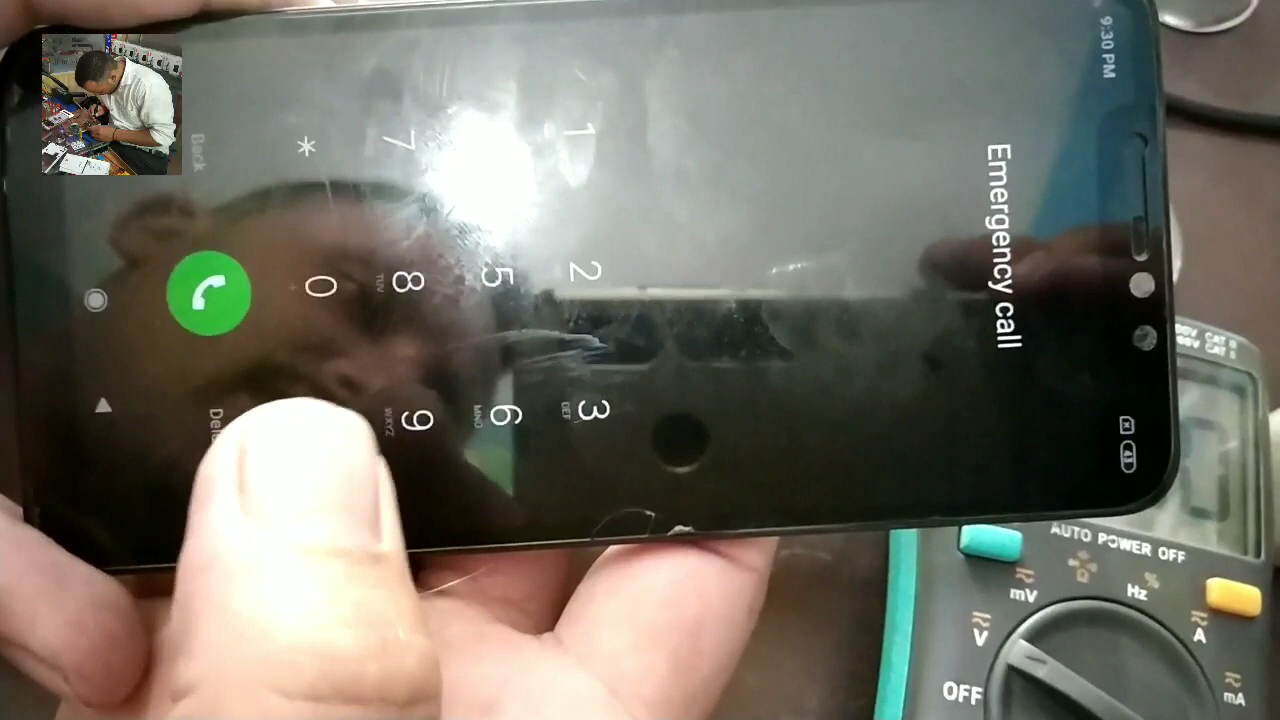 9:30 PM
43
Emergency call
1
2
3
DEF
5
6
MNO
7
8
TUV
9
WXYZ
*
0
+
Back
AUTO POWER OFF
mV
Hz
%
V
A
OFF
mA